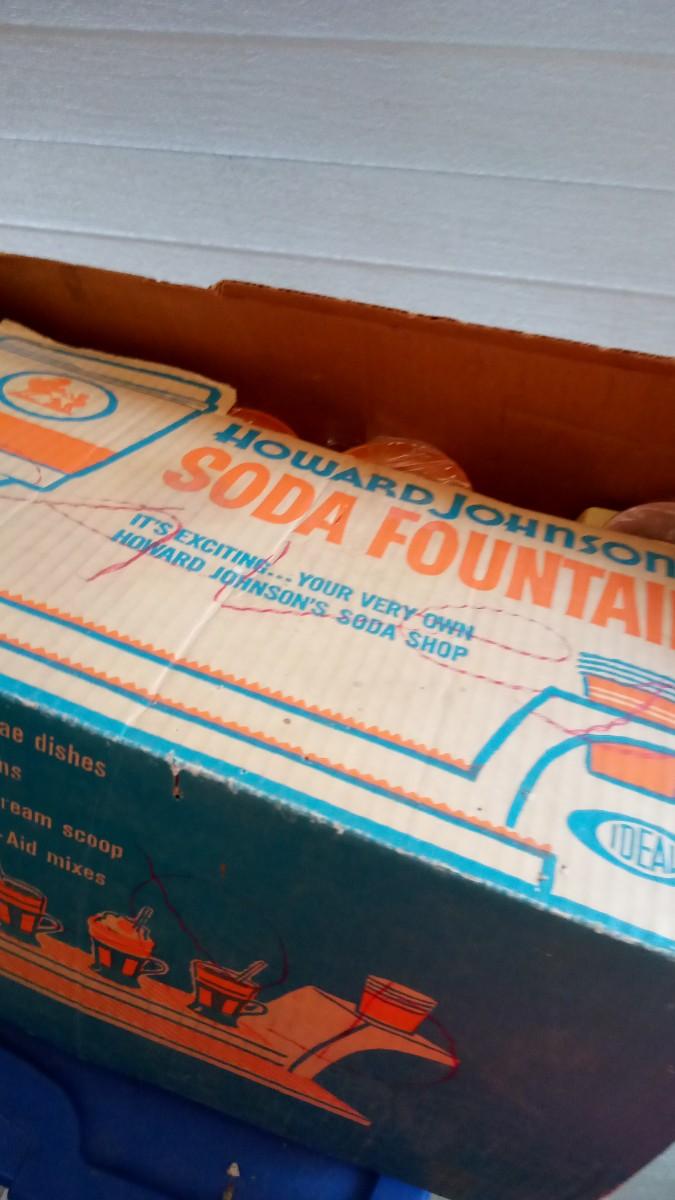 HOWARD JOHNSON
SODA FOUNTAI
IT'S EXCITING... YOUR VERY OWN
HOWARD JOHNSON'S SODA SHOP
IDEAL
ae dishes
ns
ream scoop
-Aid mixes